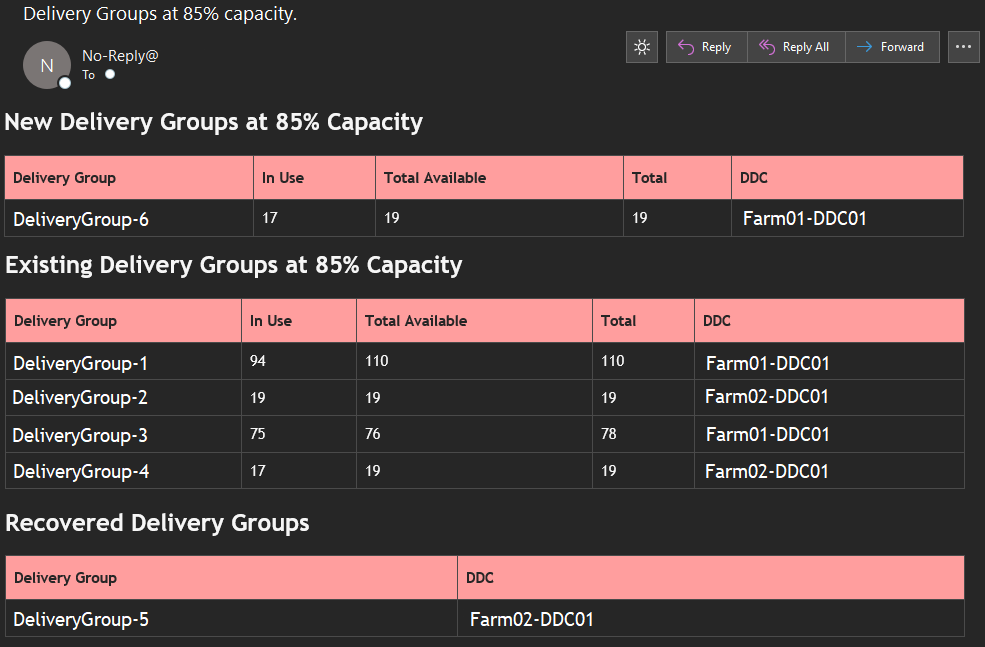 Delivery Groups at 85% capacity.
N
No-Reply@
To
Reply
Reply All
Forward
New Delivery Groups at 85% Capacity
Delivery Group In Use Total Available Total DDC
DeliveryGroup-6 17 19 19 Farm01-DDC01
Existing Delivery Groups at 85% Capacity
Delivery Group In Use Total Available Total DDC
DeliveryGroup-1 94 110 110 Farm01-DDC01
DeliveryGroup-2 19 19 19 Farm02-DDC01
DeliveryGroup-3 75 76 78 Farm01-DDC01
DeliveryGroup-4 17 19 19 Farm02-DDC01
Recovered Delivery Groups
Delivery Group DDC
DeliveryGroup-5 Farm02-DDC01